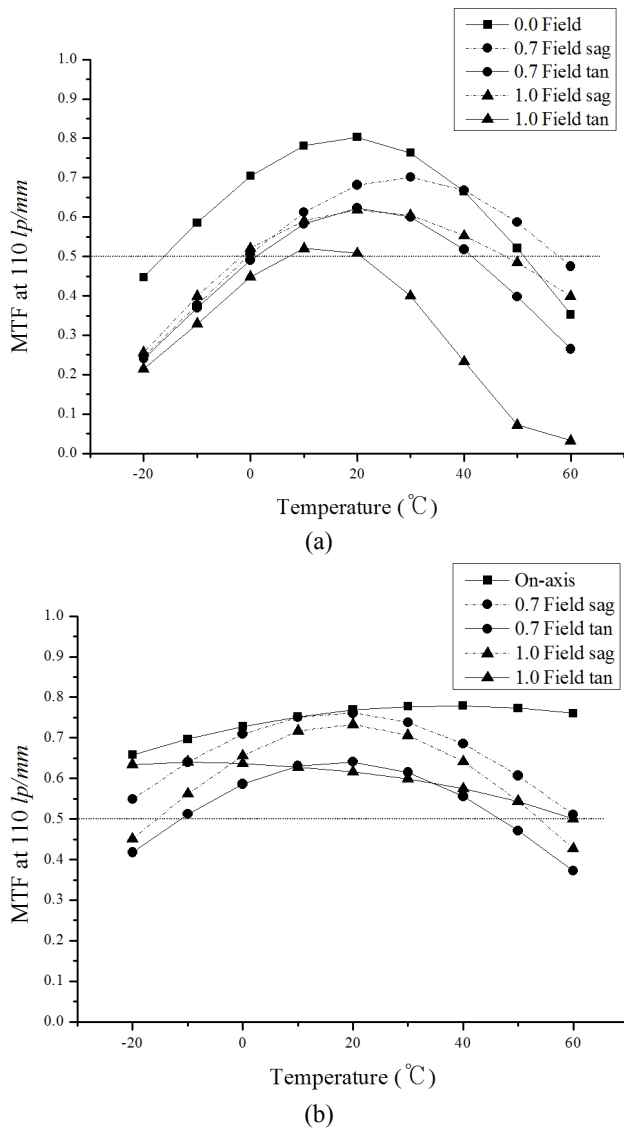 0.0 Field
0.7 Field sag
0.7 Field tan
1.0 Field sag
1.0 Field tan
1.0
0.9
0.8
0.7
0.6
0.5
0.4
0.3
0.2
0.1
0.0
MTF at 110 lp/mm
-20 0 20 40 60
Temperature (℃)
(a)
On-axis
0.7 Field sag
0.7 Field tan
1.0 Field sag
1.0 Field tan
1.0
0.9
0.8
0.7
0.6
0.5
0.4
0.3
0.2
0.1
0.0
MTF at 110 lp/mm
-20 0 20 40 60
Temperature (℃)
(b)